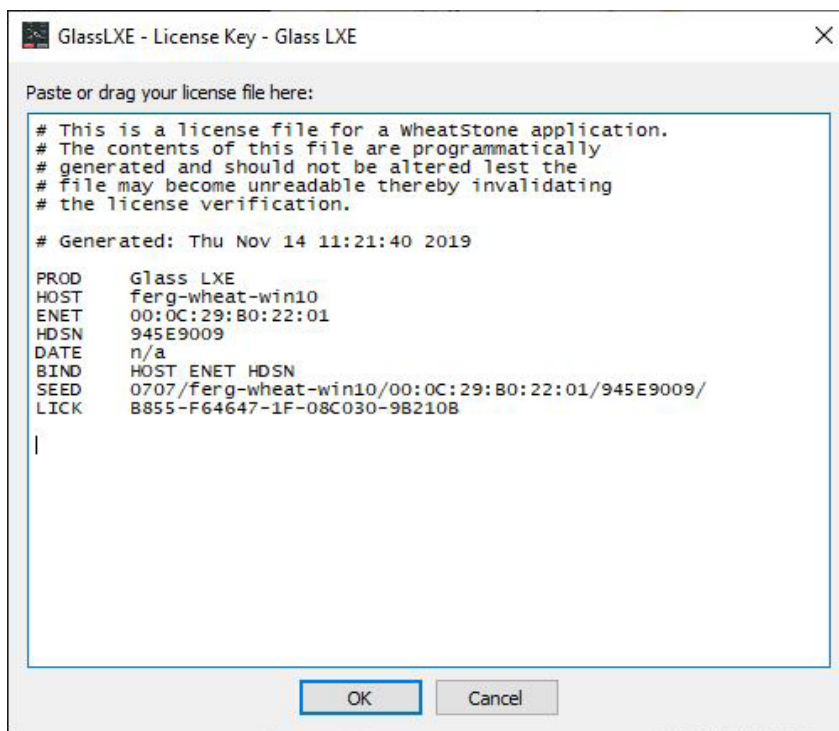 GlassLXE - License Key - Glass LXE
Paste or drag your license file here:
# This is a license file for a WheatStone application.
# The contents of this file are programmatically
# generated and should not be altered lest the
# file may become unreadable thereby invalidating
# the license verification.
# Generated: Thu Nov 14 11:21:40 2019
PROD Glass LXE
HOST ferg-wheat-win10
ENET 00:0C:29:B0:22:01
HDSN 945E9009
DATE n/a
BIND HOST ENET HDSN
SEED 0707/ferg-wheat-win10/00:0C:29:B0:22:01/945E9009/
LICK B855-F64647-1F-08C030-9B210B
OK Cancel